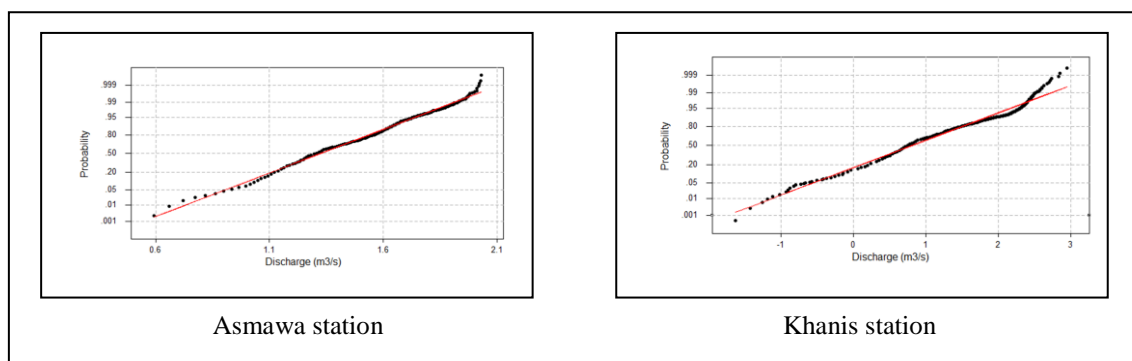 .999
.99
.95
.80
.50
.20
.05
.01
.001
Probability
0.6 1.1 1.6 2.1
Discharge (m3/s)
Asmawa station
.999
.99
.95
.80
.50
.20
.05
.01
.001
Probability
-1 0 1 2 3
Discharge (m3/s)
Khanis station